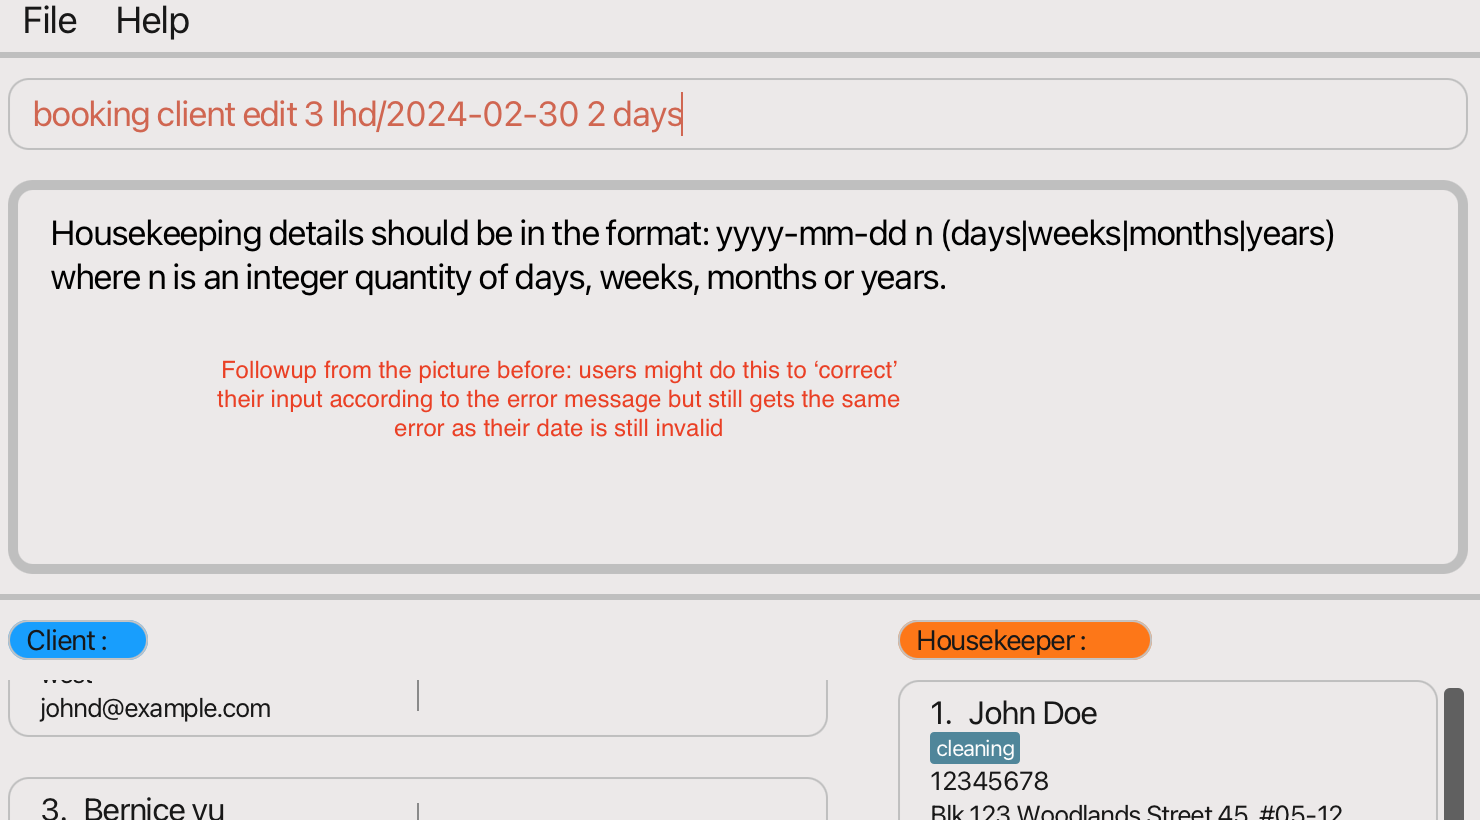 File Help
booking client edit 3 lhd/2024-02-30 2 days
Housekeeping details should be in the format: yyyy-mm-dd n (days|weeks|months|years)
where n is an integer quantity of days, weeks, months or years.
Followup from the picture before: users might do this to ‘correct’
their input according to the error message but still gets the same
error as their date is still invalid
Client :
johnd@example.com
3. Bernice yu
Housekeeper :
1. John Doe
cleaning
12345678
Blk 123 Woodlands Street 45, #05-12